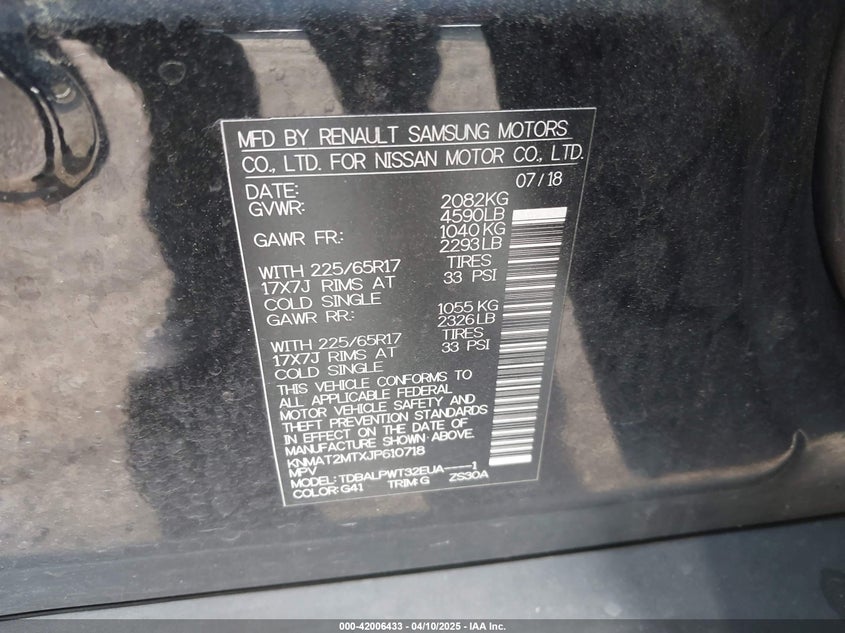 MFD BY RENAULT SAMSUNG MOTORS
CO., LTD. FOR NISSAN MOTOR CO., LTD.
DATE: 07/18
GVWR: 2082KG
4590LB
GAWR FR.: 1040KG
2293LB
WITH 225/65R17 TIRES
17X7J RIMS AT 33 PSI
COLD SINGLE
GAWR RR.: 1055KG
2326LB
WITH 225/65R17 TIRES
17X7J RIMS AT 33 PSI
COLD SINGLE
THIS VEHICLE CONFORMS TO
ALL APPLICABLE FEDERAL
MOTOR VEHICLE SAFETY AND
THEFT PREVENTION STANDARDS
IN EFFECT ON THE DATE OF
MANUFACTURE SHOWN ABOVE.
KNMAT2MTXJP610718
MPV
MODEL: TDBALPWT32EUA----1
COLOR: G41 TRIM: G ZS30A
000-42006433 - 04/10/2025 - IAA Inc.